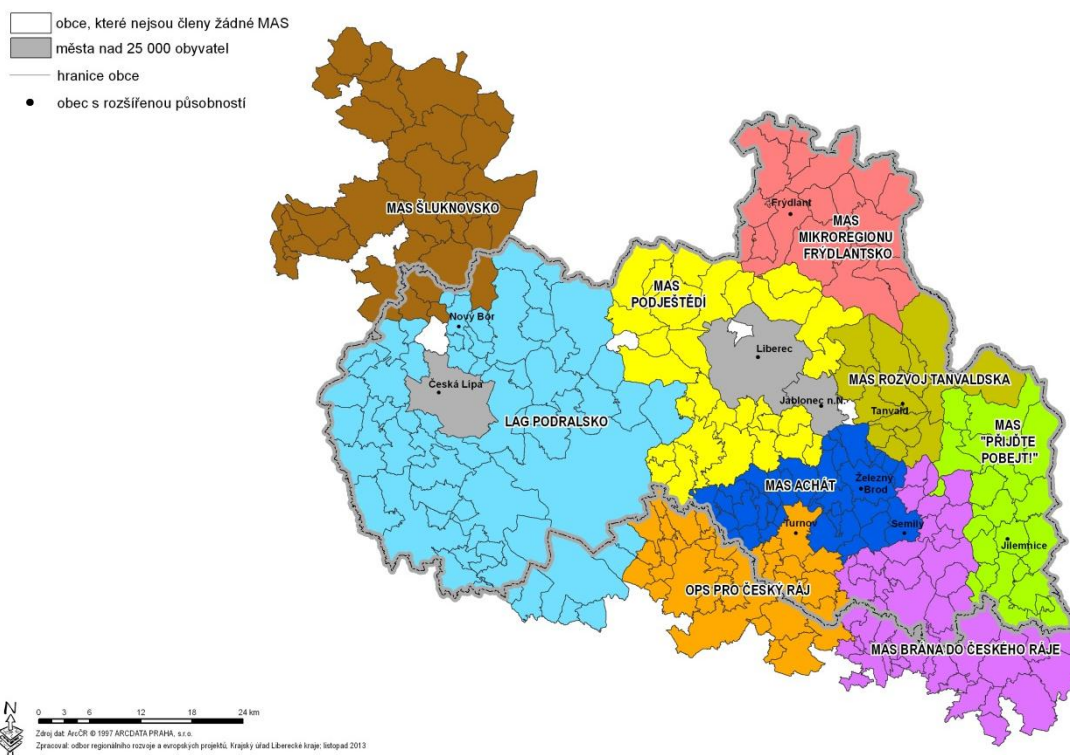 obce, které nejsou členy žádné MAS
města nad 25 000 obyvatel
hranice obce
obec s rozšířenou působností
MAS ŠLUKNOVSKO
Frýdlant
MAS
MIKROREGIONU
FRÝDLANTSKO
MAS
PODJEŠTĚDÍ
Nový Bor
Liberec
Česká Lípa
MAS ROZVOJ TANVALDSKA
Jablonec n.N.
Tanvald
LAG PODRALSKO
MAS
"PŘIJĎTE
POBEJT!"
MAS ACHÁT
Železný
Brod
Turnov
Semily
Jilemnice
OPS PRO ČESKÝ RÁJ
MAS BRÁNA DO ČESKÉHO RÁJE
N
0 3 6 12 18 24 km
Zdroj dat: ArcČR © 1997 ARCDATA PRAHA, s.r.o.
Zpracoval: odbor regionálního rozvoje a evropských projektů, Krajský úřad Liberecké kraje; listopad 2013